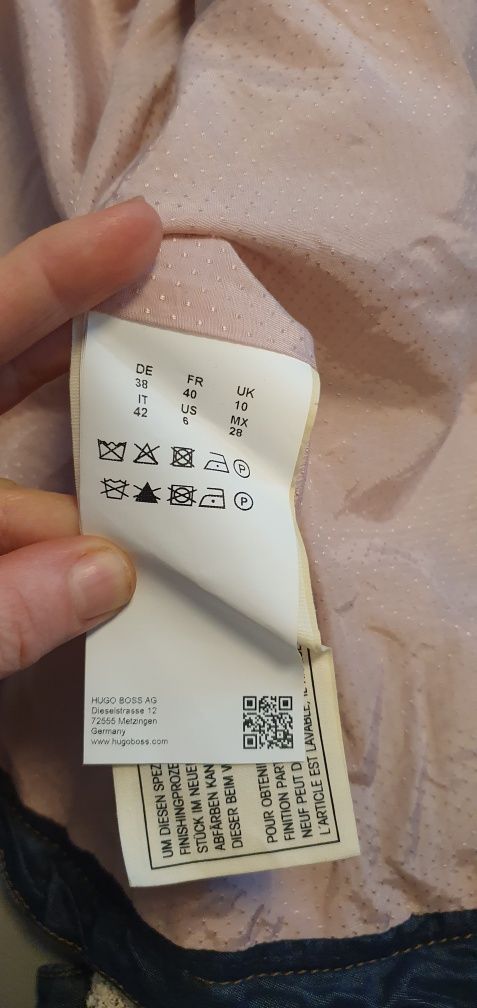 DE FR UK
38 40 10
IT US MX
42 6 28
P
P
HUGO BOSS AG
Dieselstrasse 12
72555 Metzingen
Germany
www.hugoboss.com
UM DIESEN SPEZ
FINISHINGPROZE
STÜCK IM NEUE
ABFÄRBEN KAN
DIESER BEIM V
POUR OBTENI
FINITION PART
NEUF PEUT D
L'ARTICLE EST LAVABLE,